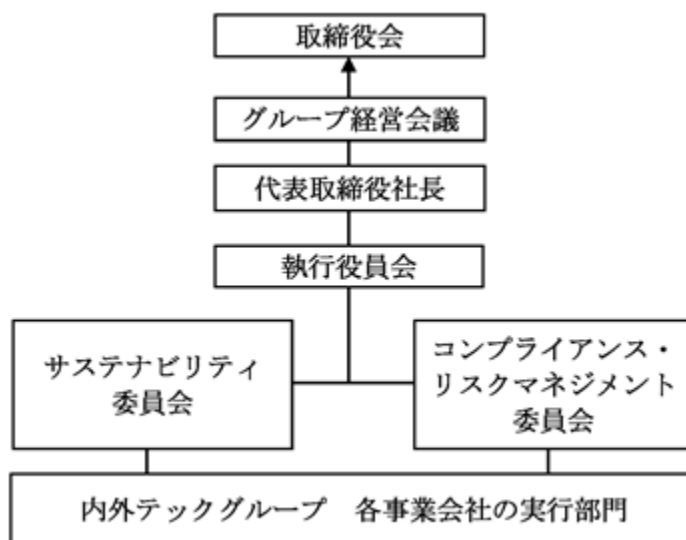 取締役会
グループ経営会議
代表取締役社長
執行役員会
サステナビリティ
委員会
コンプライアンス・
リスクマネジメント
委員会
内外テックグループ　各事業会社の実行部門